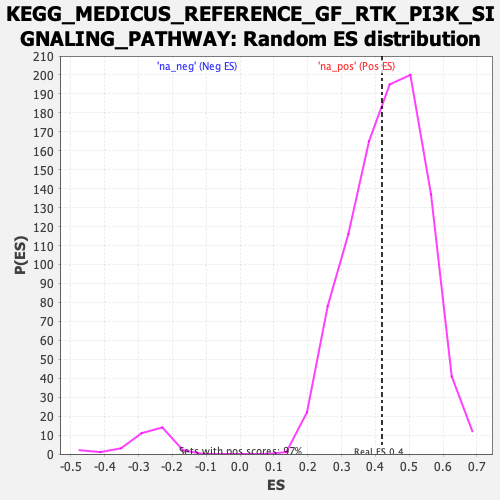 KEGG_MEDICUS_REFERENCE_GF_RTK_PI3K_SI
GNALING_PATHWAY: Random ES distribution
'na_neg' (Neg ES)
'na_pos' (Pos ES)
210
200
190
180
170
160
150
140
130
120
110
100
90
80
70
60
50
40
30
20
10
0
P(ES)
Sets with pos scores: 97%
Real ES 0.4
-0.5 -0.4 -0.3 -0.2 -0.1 0.0 0.1 0.2 0.3 0.4 0.5 0.6 0.7
ES